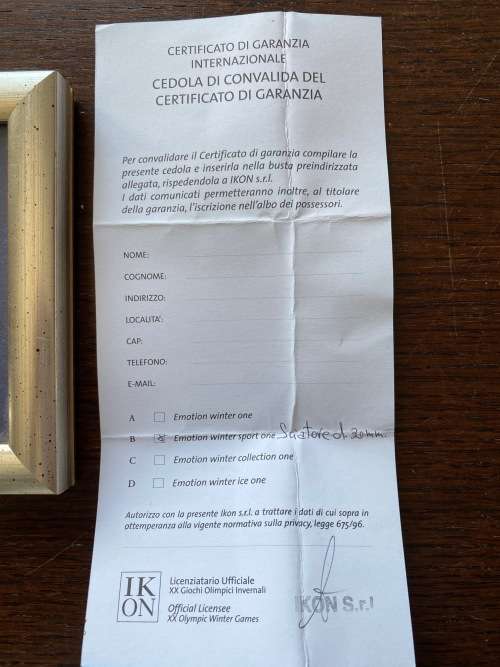 CERTIFICATO DI GARANZIA
INTERNAZIONALE
CEDOLA DI CONVALIDA DEL
CERTIFICATO DI GARANZIA
Per convalidare il Certificato di garanzia compilare la
presente cedola e inserirla nella busta preindirizzata
allegata, rispedendola a IKON s.r.l.
I dati comunicati permetteranno inoltre, al titolare
della garanzia, l'iscrizione nell'albo dei possessori.
NOME:
COGNOME:
INDIRIZZO:
LOCALITA':
CAP:
TELEFONO:
E-MAIL:
A Emotion winter one
B Emotion winter sport one d. 20mm
C Emotion winter collection one
D Emotion winter ice one
Autorizzo con la presente Ikon s.r.l. a trattare i dati di cui sopra in
ottemperanza alla vigente normativa sulla privacy, legge 675/96.
IK
ON
Licenziatario Ufficiale
XX Giochi Olimpici Invernali
Official Licensee
XX Olympic Winter Games
IKON S.r.l